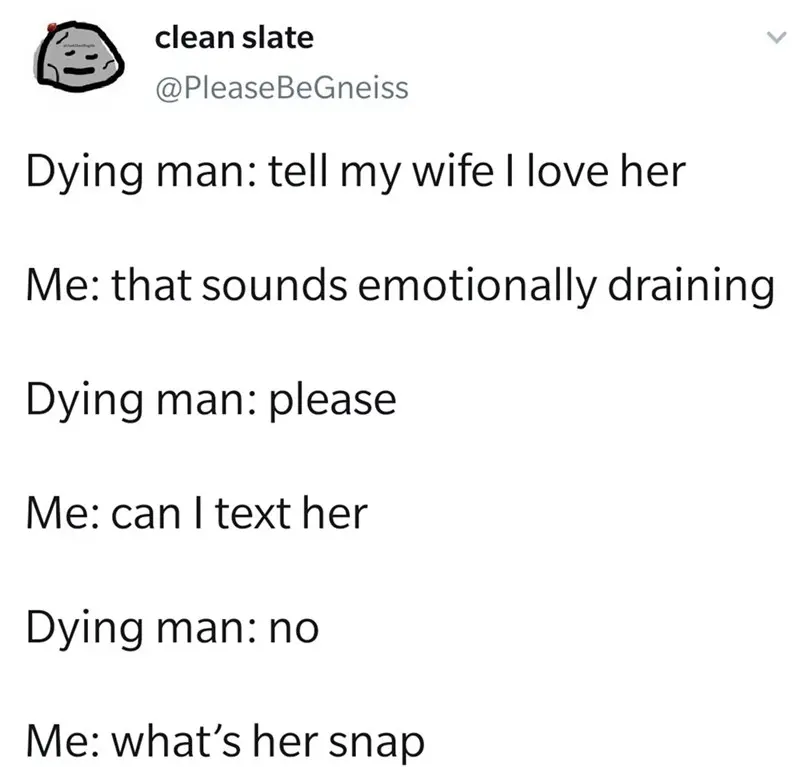 clean slate
@PleaseBeGneiss
Dying man: tell my wife I love her
Me: that sounds emotionally draining
Dying man: please
Me: can I text her
Dying man: no
Me: what’s her snap